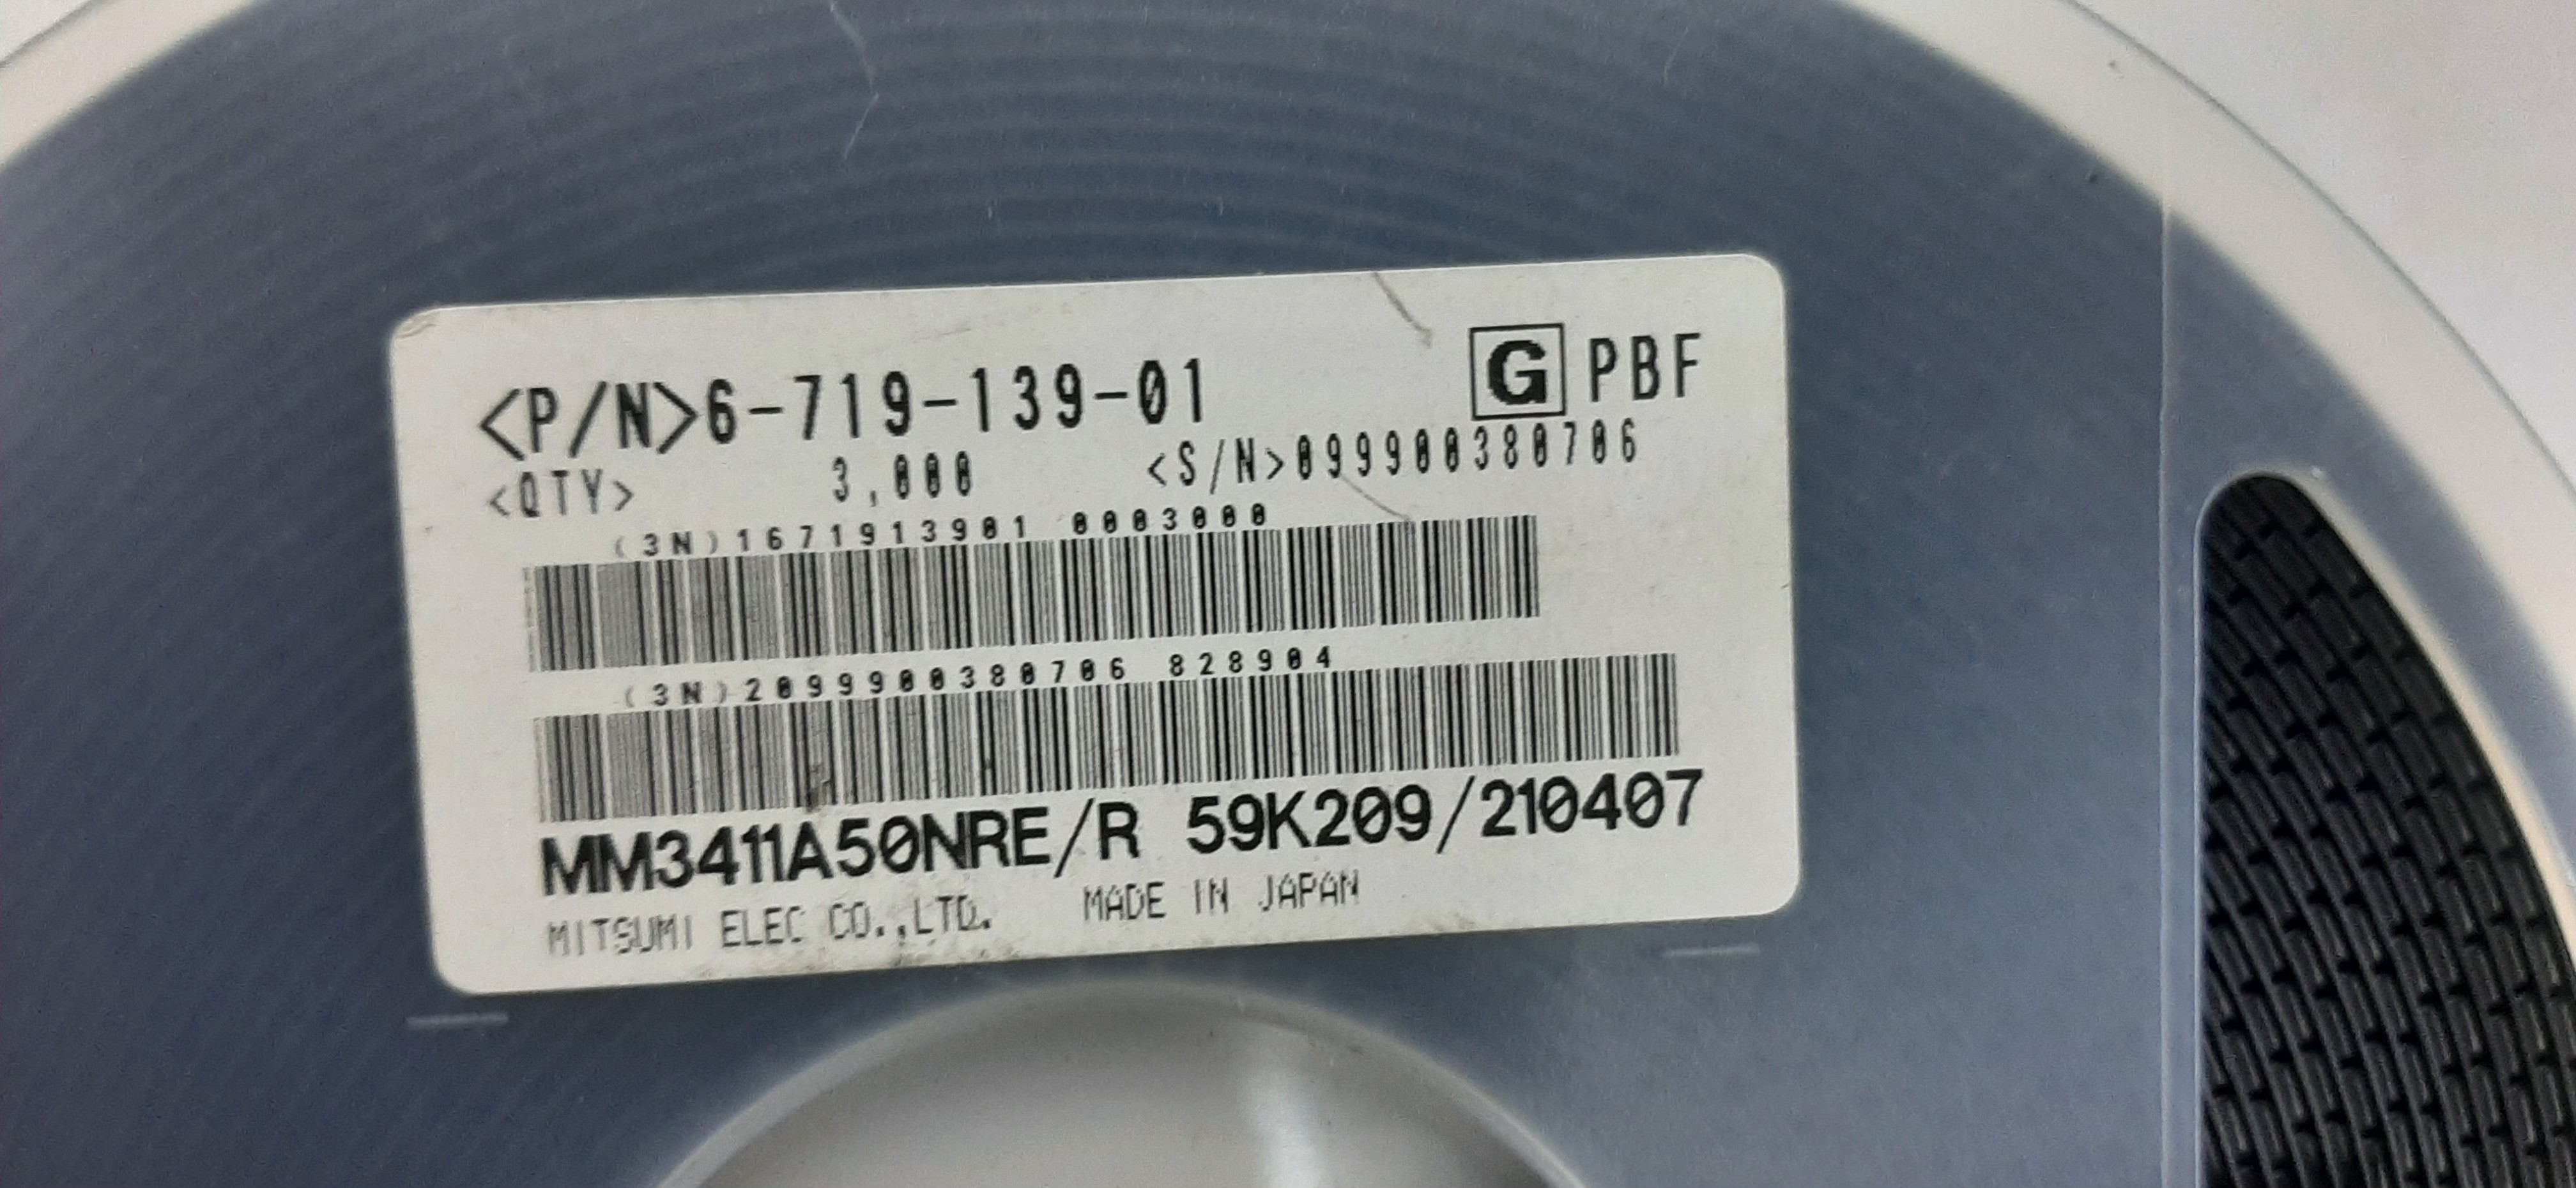 <P/N>6-719-139-01 G PBF
<QTY> 3,000 <S/N>099900380706
(3N)1671913901 0003000
(3N)2099900380706 828904
MM3411A50NRE/R 59K209/210407
MITSUMI ELEC CO.,LTD. MADE IN JAPAN